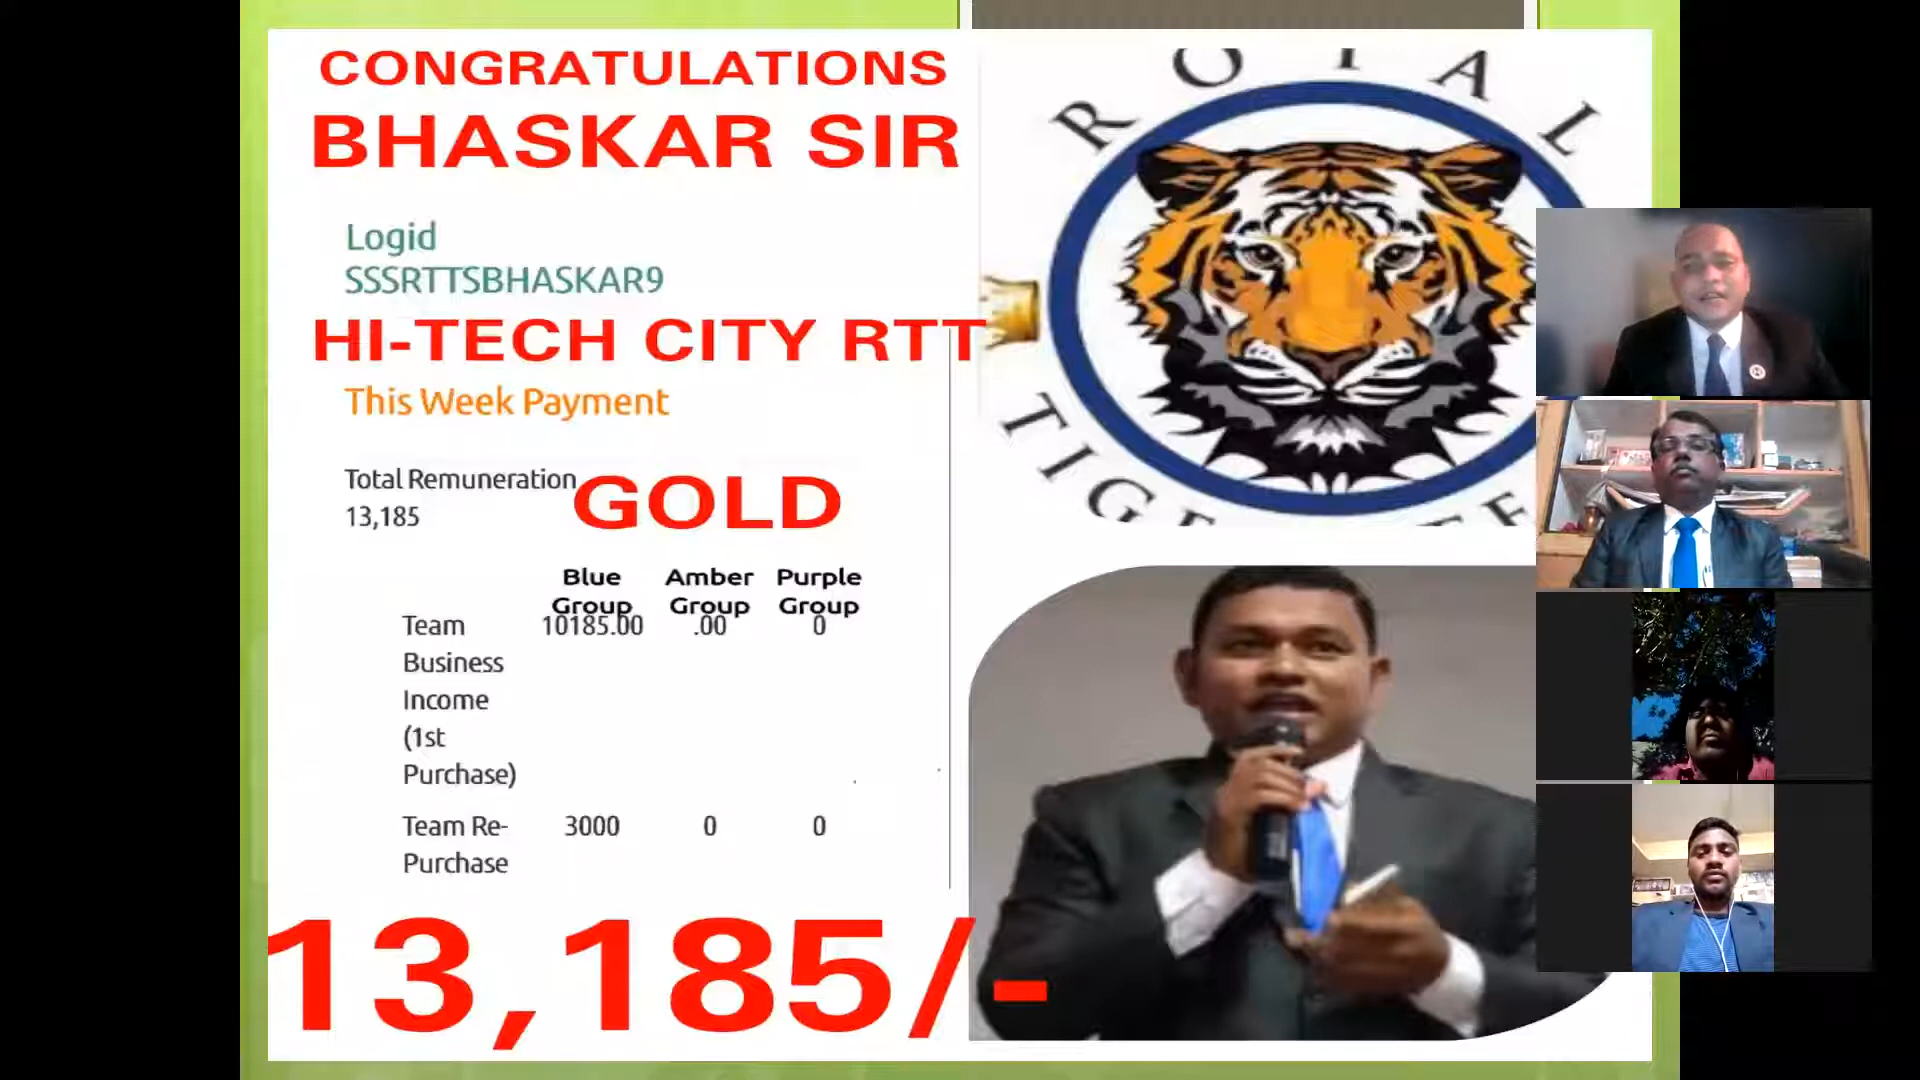 CONGRATULATIONS
BHASKAR SIR
Logid
SSSRTTSBHASKAR9
HI-TECH CITY RTT
This Week Payment
Total Remuneration
13,185
GOLD
Blue Group
Amber Group
Purple Group
Team Business Income (1st Purchase)
10185.00 .00 0
Team Re-Purchase
3000 0 0
13,185/-
ROYAL